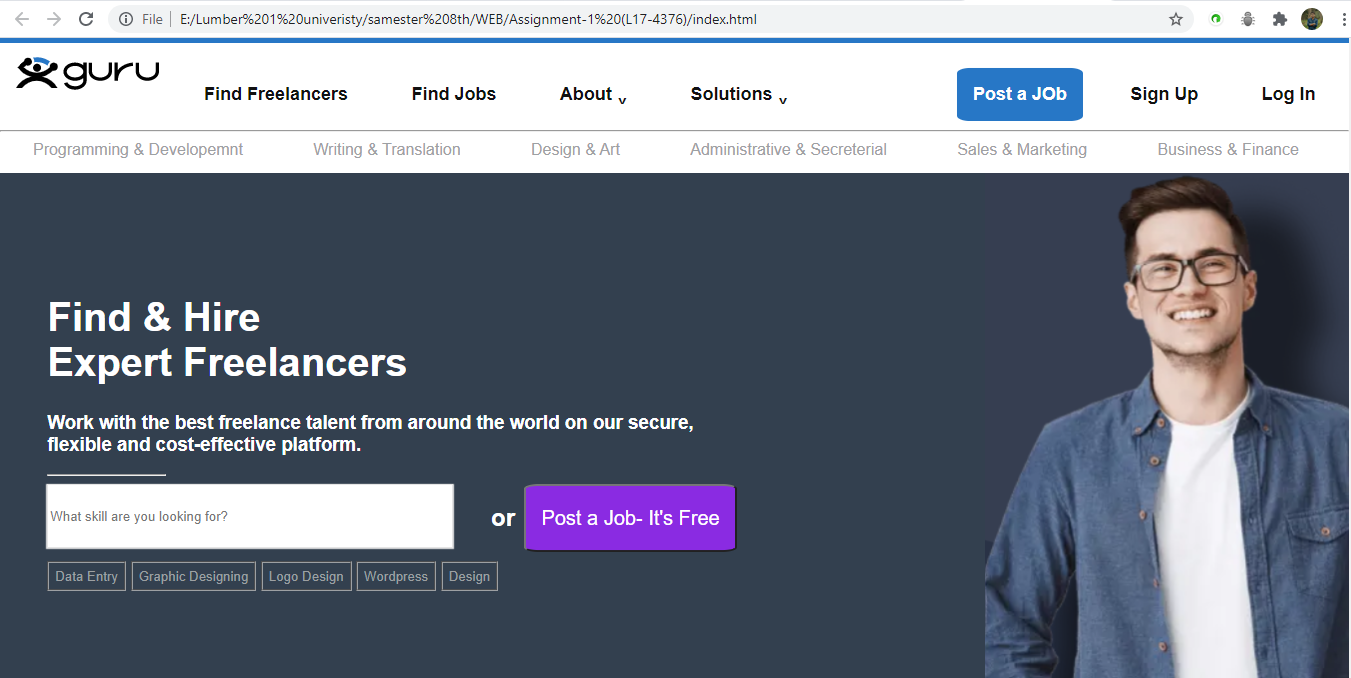 File | E:/Lumber%201%20univeristy/samester%208th/WEB/Assignment-1%20(L17-4376)/index.html
guru Find Freelancers Find Jobs About v Solutions v Post a JOb Sign Up Log In
Programming & Developemnt Writing & Translation Design & Art Administrative & Secreterial Sales & Marketing Business & Finance
Find & Hire
Expert Freelancers
Work with the best freelance talent from around the world on our secure,
flexible and cost-effective platform.
What skill are you looking for? or Post a Job- It's Free
Data Entry Graphic Designing Logo Design Wordpress Design